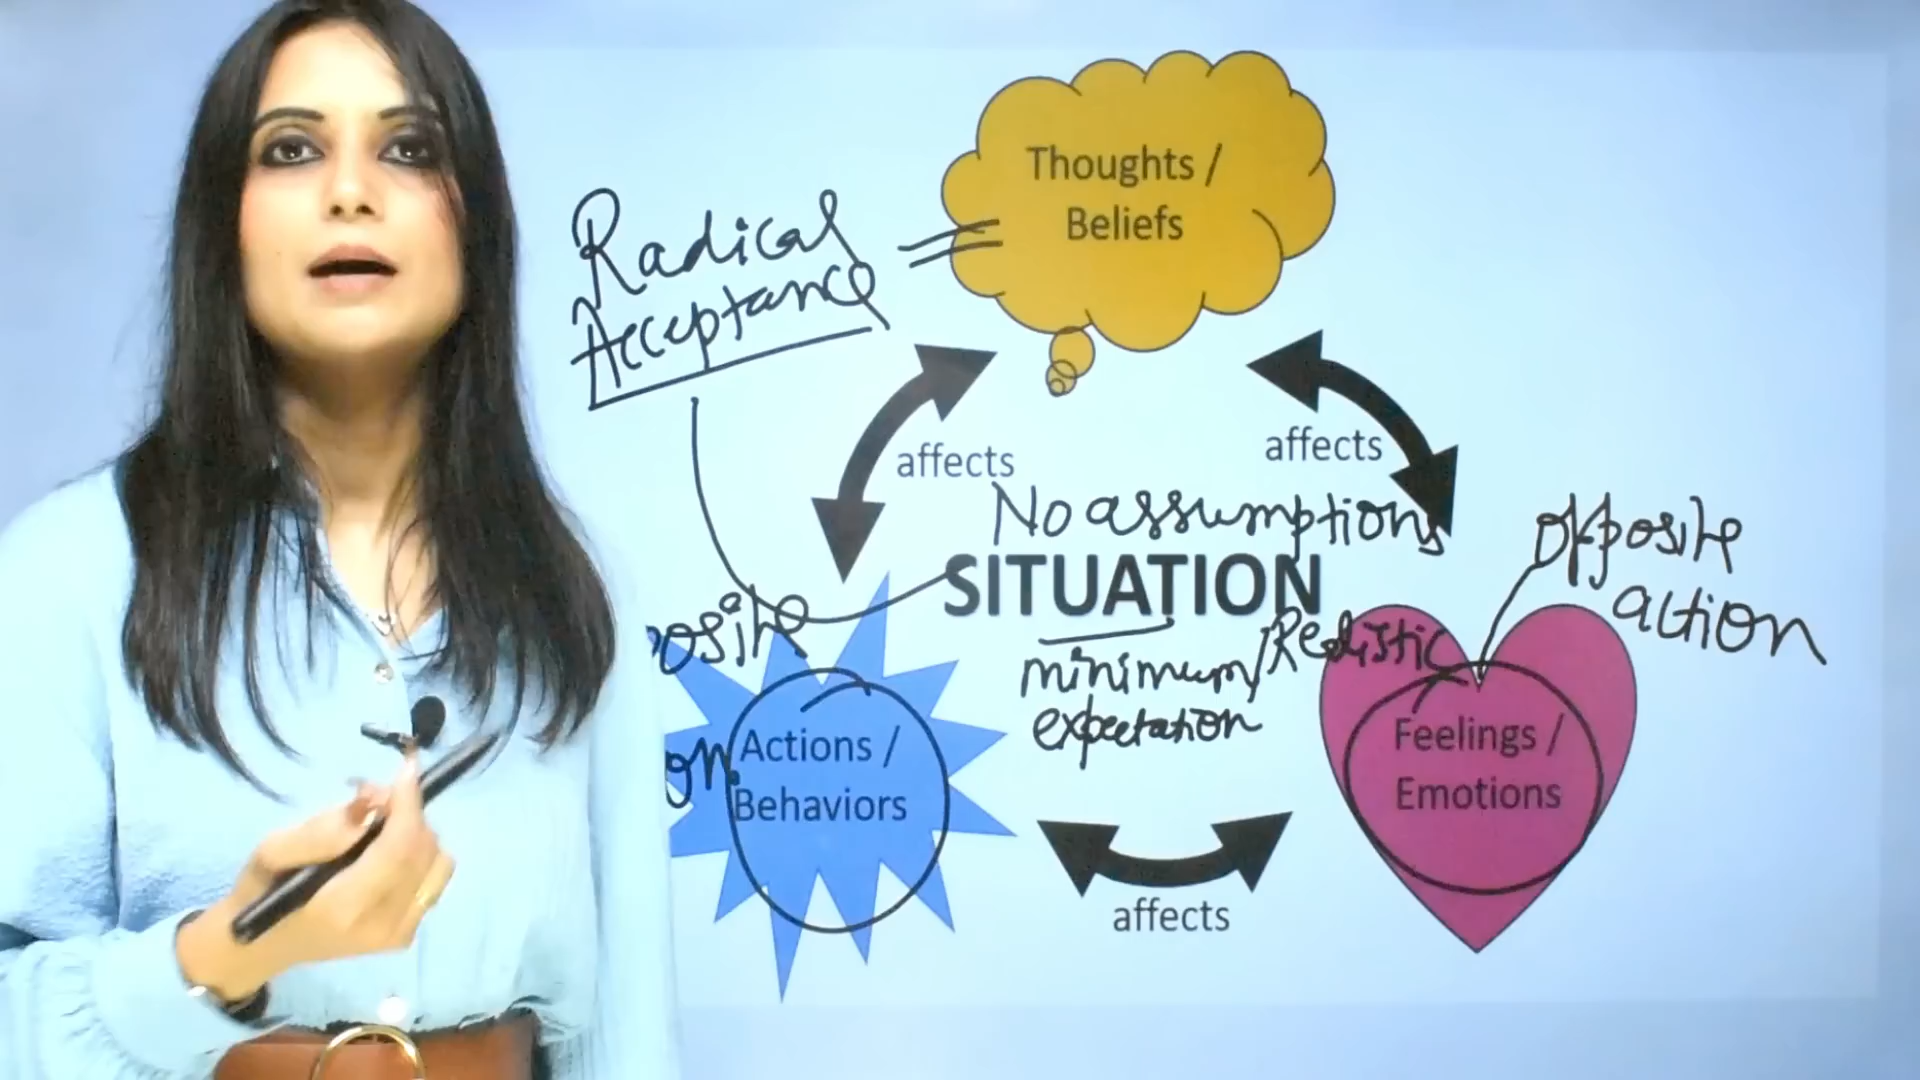 Thoughts /
Beliefs
Radical
Acceptance
affects
affects
No assumptions
SITUATION
opposite
action
minimum/Realistic
expectation
Actions /
Behaviors
Feelings /
Emotions
affects